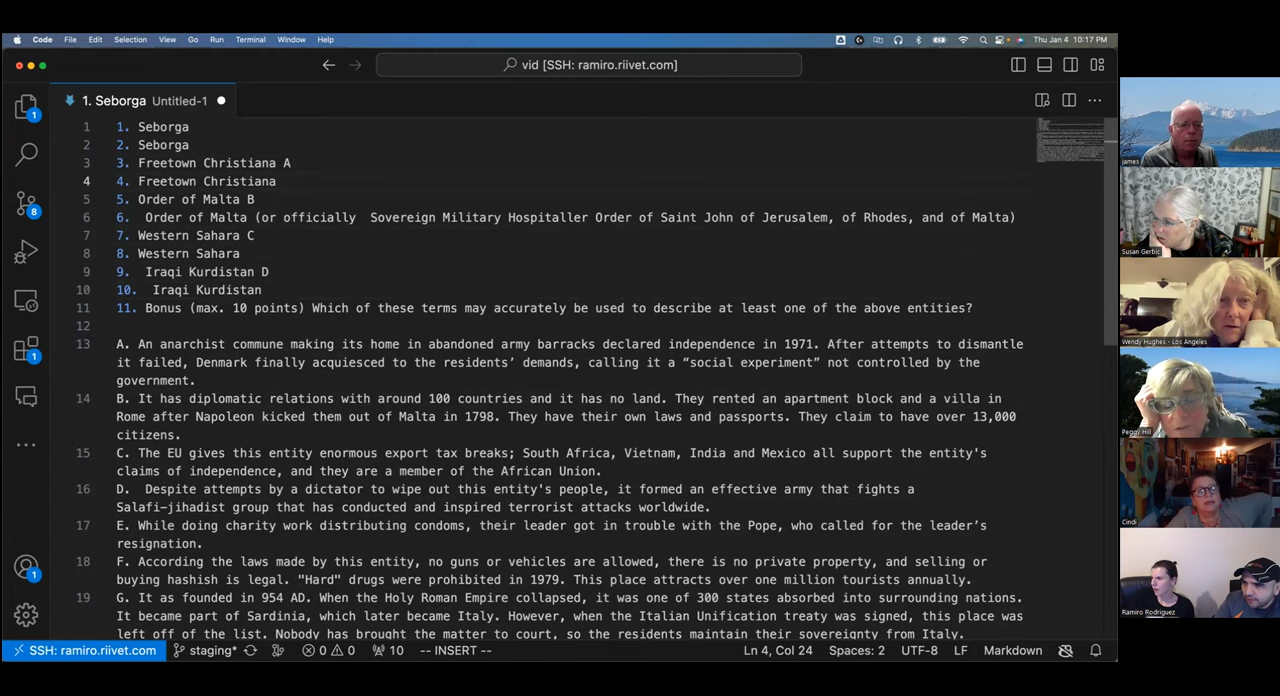 Code File Edit Selection View Go Run Terminal Window Help Thu Jan 4 10:17 PM
vid [SSH: ramiro.riivet.com]
1. Seborga Untitled-1
1 1. Seborga
2 2. Seborga
3 3. Freetown Christiana A
4 4. Freetown Christiana
5 5. Order of Malta B
6 6. Order of Malta (or officially Sovereign Military Hospitaller Order of Saint John of Jerusalem, of Rhodes, and of Malta)
7 7. Western Sahara C
8 8. Western Sahara
9 9. Iraqi Kurdistan D
10 10. Iraqi Kurdistan
11 11. Bonus (max. 10 points) Which of these terms may accurately be used to describe at least one of the above entities?
12
13 A. An anarchist commune making its home in abandoned army barracks declared independence in 1971. After attempts to dismantle
it failed, Denmark finally acquiesced to the residents’ demands, calling it a “social experiment” not controlled by the
government.
14 B. It has diplomatic relations with around 100 countries and it has no land. They rented an apartment block and a villa in
Rome after Napoleon kicked them out of Malta in 1798. They have their own laws and passports. They claim to have over 13,000
citizens.
15 C. The EU gives this entity enormous export tax breaks; South Africa, Vietnam, India and Mexico all support the entity's
claims of independence, and they are a member of the African Union.
16 D. Despite attempts by a dictator to wipe out this entity's people, it formed an effective army that fights a
Salafi-jihadist group that has conducted and inspired terrorist attacks worldwide.
17 E. While doing charity work distributing condoms, their leader got in trouble with the Pope, who called for the leader’s
resignation.
18 F. According the laws made by this entity, no guns or vehicles are allowed, there is no private property, and selling or
buying hashish is legal. "Hard" drugs were prohibited in 1979. This place attracts over one million tourists annually.
19 G. It as founded in 954 AD. When the Holy Roman Empire collapsed, it was one of 300 states absorbed into surrounding nations.
It became part of Sardinia, which later became Italy. However, when the Italian Unification treaty was signed, this place was
left off of the list. Nobody has brought the matter to court, so the residents maintain their sovereignty from Italy.
1
8
1
1
SSH: ramiro.riivet.com staging* 0 0 10 -- INSERT -- Ln 4, Col 24 Spaces: 2 UTF-8 LF Markdown
james
Susan Gerbic
Wendy Hughes - Los Angeles
Peggy Hill
Cindi
Ramiro Rodriguez